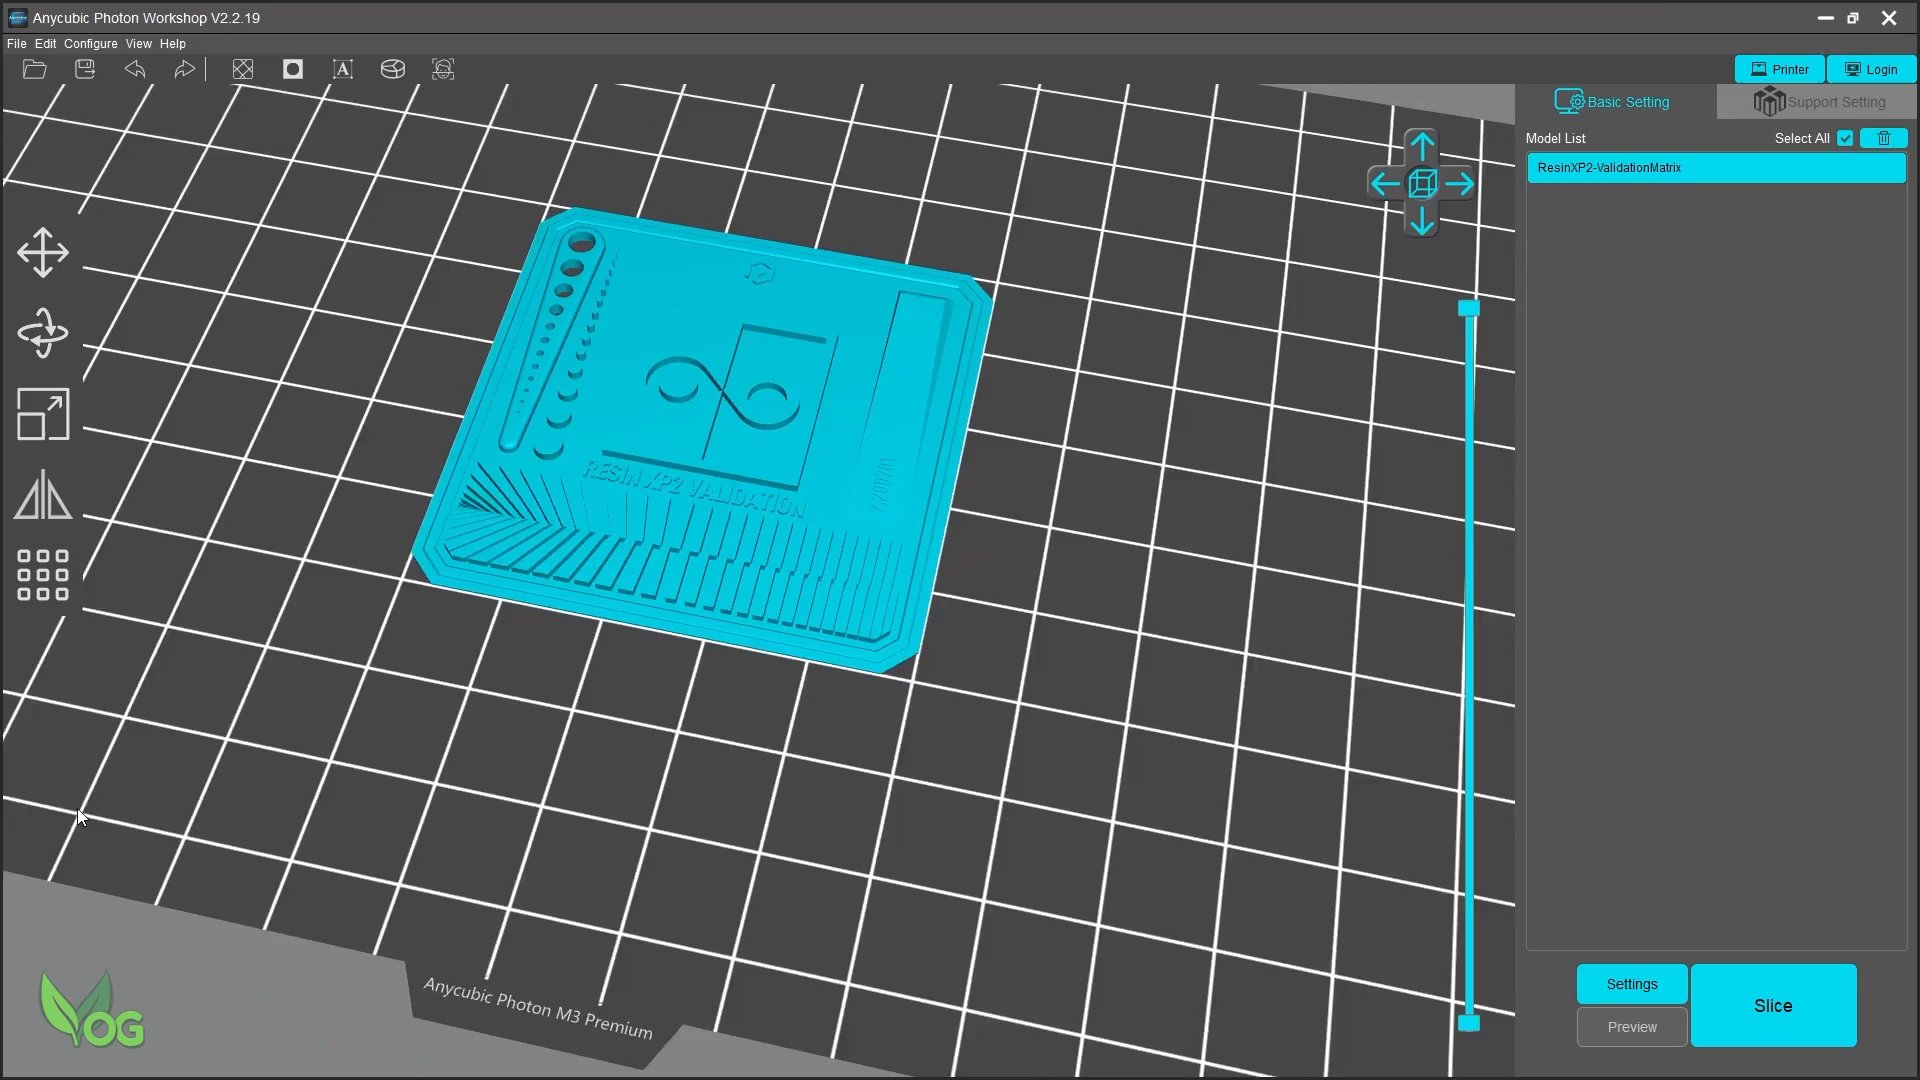 Anycubic Photon Workshop V2.2.19
File Edit Configure View Help
A
Printer
Login
Basic Setting
Support Setting
Model List
Select All
ResinXP2-ValidationMatrix
RESIN XP2 VALIDATION
Anycubic Photon M3 Premium
VOG
Settings
Preview
Slice